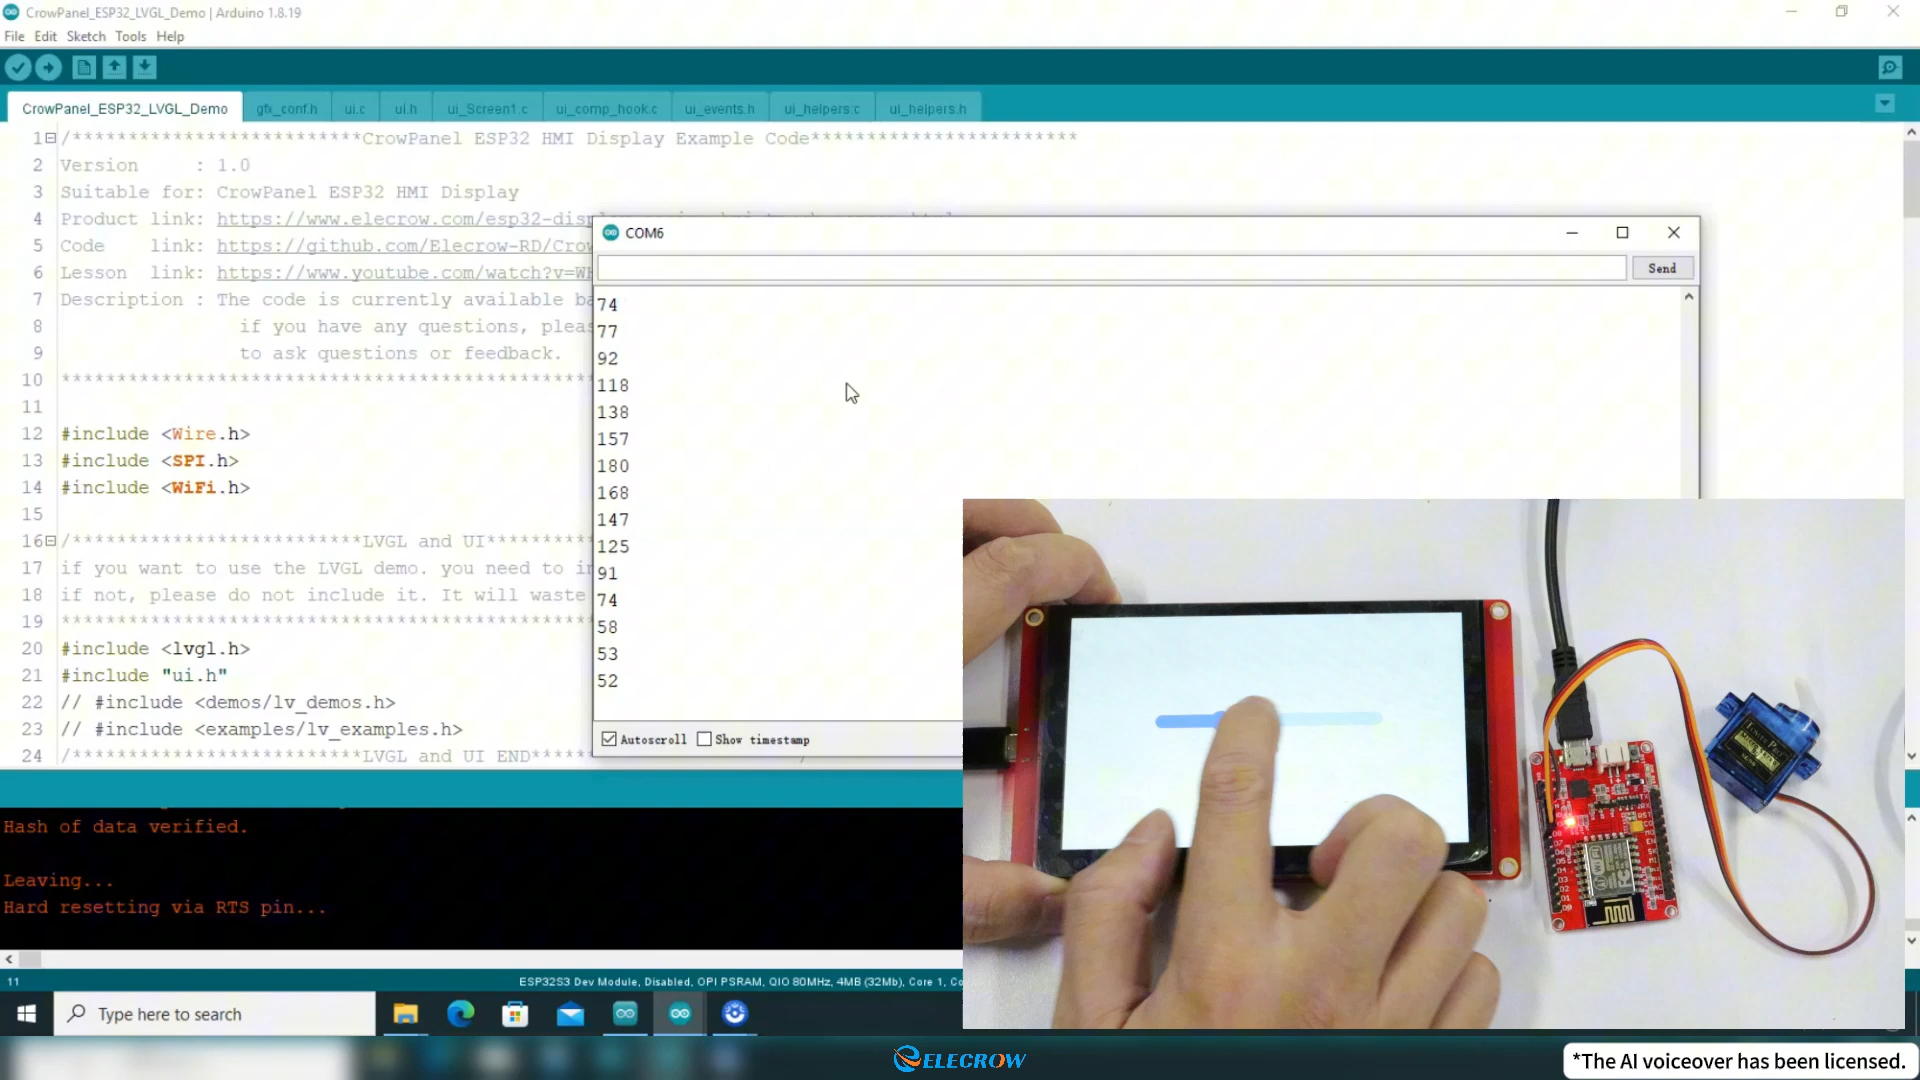 CrowPanel_ESP32_LVGL_Demo | Arduino 1.8.19
File Edit Sketch Tools Help
CrowPanel_ESP32_LVGL_Demo gfx_conf.h ui.c ui.h ui_Screen1.c ui_comp_hook.c ui_events.h ui_helpers.c ui_helpers.h
1 /**************************CrowPanel ESP32 HMI Display Example Code************************
2 Version : 1.0
3 Suitable for: CrowPanel ESP32 HMI Display
4 Product link: https://www.elecrow.com/esp32-disp
5 Code link: https://github.com/Elecrow-RD/Crow
6 Lesson link: https://www.youtube.com/watch?v=WH
7 Description : The code is currently available ba
8 if you have any questions, pleas
9 to ask questions or feedback.
10 ************************************************
11
12 #include <Wire.h>
13 #include <SPI.h>
14 #include <WiFi.h>
15
16 /**************************LVGL and UI**********
17 if you want to use the LVGL demo. you need to in
18 if not, please do not include it. It will waste
19 ************************************************
20 #include <lvgl.h>
21 #include "ui.h"
22 // #include <demos/lv_demos.h>
23 // #include <examples/lv_examples.h>
24 /**************************LVGL and UI END******
COM6
Send
74
77
92
118
138
157
180
168
147
125
91
74
58
53
52
Autoscroll Show timestamp
Hash of data verified.
Leaving...
Hard resetting via RTS pin...
11
ESP32S3 Dev Module, Disabled, OPI PSRAM, QIO 80MHz, 4MB (32Mb), Core 1, Co
Type here to search
ELECROW
*The AI voiceover has been licensed.